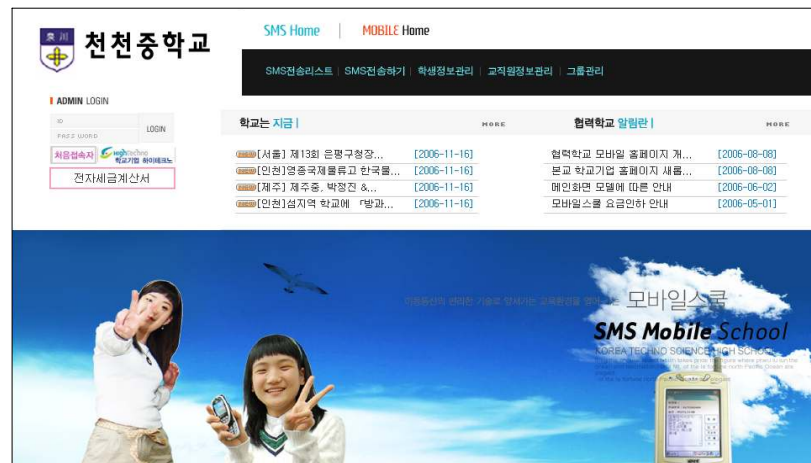 泉川
천천중학교
SMS Home
MOBILE Home
SMS전송리스트 | SMS전송하기 | 학생정보관리 | 교직원정보관리 | 그룹관리
ADMIN LOGIN
ID
PASS WORD
LOGIN
처음접속자
Hightechno
학교기업 하이테크노
전자세금계산서
학교는 지금 |
MORE
[서울] 제13회 은평구청장... [2006-11-16]
[인천]영종국제물류고 한국물... [2006-11-16]
[제주] 제주중, 박정진 &... [2006-11-16]
[인천]섬지역 학교에 『방과... [2006-11-16]
협력학교 알림란 |
MORE
협력학교 모바일 홈페이지 개... [2006-08-08]
본교 학교기업 홈페이지 새롭... [2006-08-08]
메인화면 모델에 따른 안내 [2006-06-02]
모바일스쿨 요금인하 안내 [2006-05-01]
모바일스쿨
SMS Mobile School
KOREA TECHNO SCIENCE HIGH SCHOOL